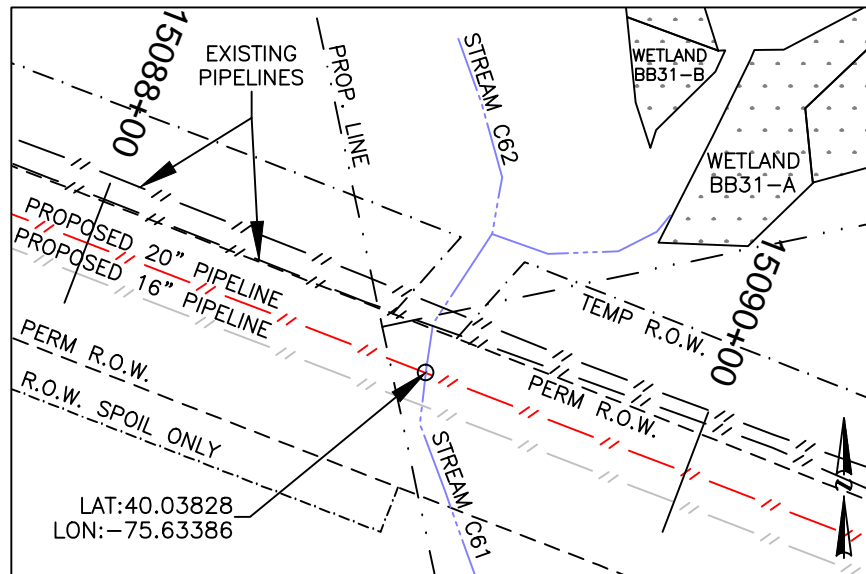 15088+00
EXISTING
PIPELINES
PROP. LINE
STREAM C62
WETLAND
BB31-B
WETLAND
BB31-A
15090+00
PROPOSED 20" PIPELINE
PROPOSED 16" PIPELINE
TEMP R.O.W.
PERM R.O.W.
PERM R.O.W.
R.O.W. SPOIL ONLY
STREAM C61
LAT:40.03828
LON:-75.63386
n